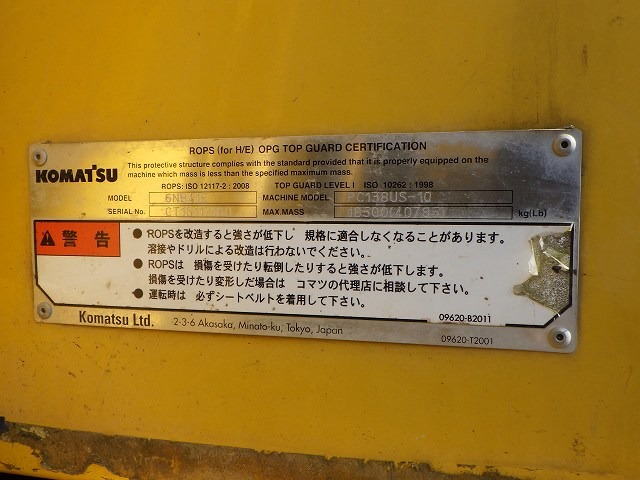 ROPS (for H/E) OPG TOP GUARD CERTIFICATION
KOMATSU
This protective structure complies with the standard provided that it is properly equipped on the
machine which mass is less than the specified maximum mass.
ROPS: ISO 12117-2 : 2008 TOP GUARD LEVEL I ISO 10262 : 1998
MODEL MACHINE MODEL PC138US-10
SERIAL No. MAX.MASS kg(Lb)
警告
● ROPSを改造すると強さが低下し 規格に適合しなくなることがあります。
溶接やドリルによる改造は行わないでください。
● ROPSは 損傷を受けたり転倒したりすると強さが低下します。
損傷を受けたり変形した場合は コマツの代理店に相談して下さい。
● 運転時は 必ずシートベルトを着用して下さい。
09620-B2011
Komatsu Ltd. 2-3-6 Akasaka, Minato-ku, Tokyo, Japan
09620-T2001